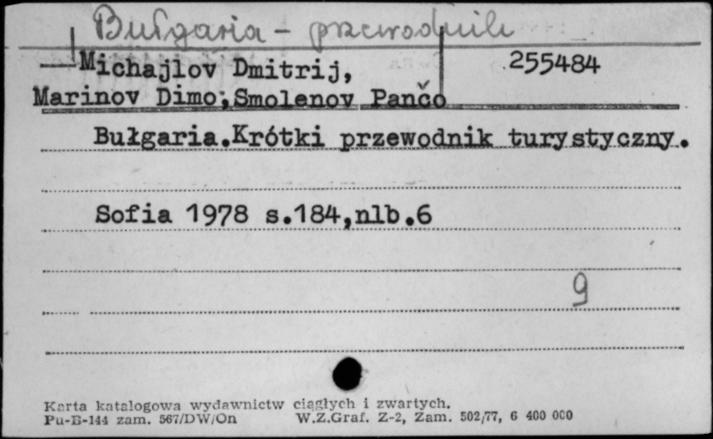 Bułgaria - przewodniki
Michajlov Dmitrij, 255484
Marinov Dimo; Smolenov Pančo
Bułgaria.Krótki przewodnik turystyczny.
Sofia 1978 s.184,nlb.6
9
Karta katalogowa wydawnictw ciągłych i zwartych.
Pu-B-144 zam. 567/DW/On W.Z.Graf. Z-2, Zam. 502/77, 6 400 000